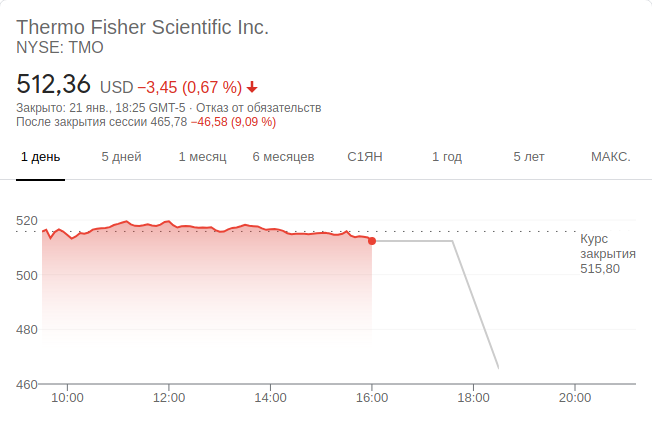 Thermo Fisher Scientific Inc.
NYSE: TMO
512,36 USD −3,45 (0,67 %)
Закрыто: 21 янв., 18:25 GMT-5 · Отказ от обязательств
После закрытия сессии 465,78 −46,58 (9,09 %)
1 день 5 дней 1 месяц 6 месяцев С1ЯН 1 год 5 лет МАКС.
520
Курс
закрытия
515,80
500
480
460
10:00 12:00 14:00 16:00 18:00 20:00